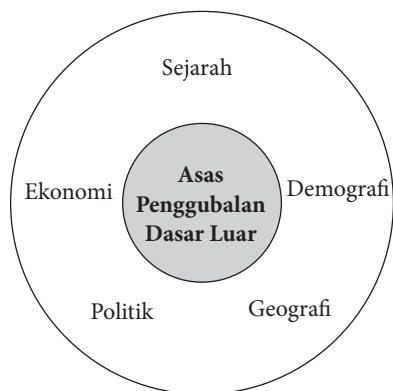 Sejarah
Ekonomi
Asas
Penggubalan
Dasar Luar
Demografi
Politik
Geografi